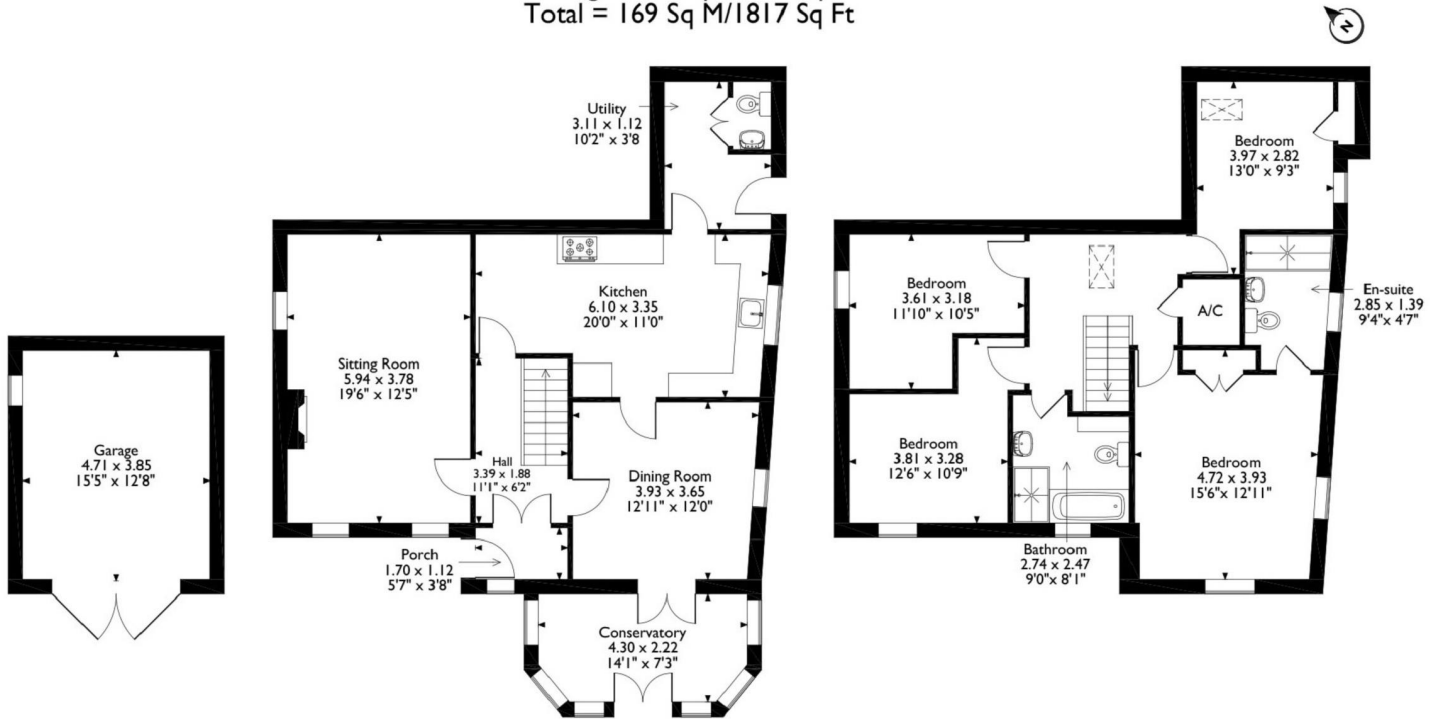 Total = 169 Sq M/1817 Sq Ft
N
Utility
3.11 x 1.12
10'2" x 3'8
Kitchen
6.10 x 3.35
20'0" x 11'0"
Sitting Room
5.94 x 3.78
19'6" x 12'5"
Garage
4.71 x 3.85
15'5" x 12'8"
Hall
3.39 x 1.88
11'1" x 6'2"
Dining Room
3.93 x 3.65
12'11" x 12'0"
Porch
1.70 x 1.12
5'7" x 3'8"
Conservatory
4.30 x 2.22
14'1" x 7'3"
Bedroom
3.97 x 2.82
13'0" x 9'3"
Bedroom
3.61 x 3.18
11'10" x 10'5"
A/C
En-suite
2.85 x 1.39
9'4"x 4'7"
Bedroom
3.81 x 3.28
12'6" x 10'9"
Bedroom
4.72 x 3.93
15'6" x 12'11"
Bathroom
2.74 x 2.47
9'0"x 8'1"